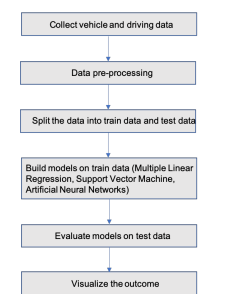 Collect vehicle and driving data
Data pre-processing
Split the data into train data and test data
Build models on train data (Multiple Linear
Regression, Support Vector Machine,
Artificial Neural Networks)
Evaluate models on test data
Visualize the outcome